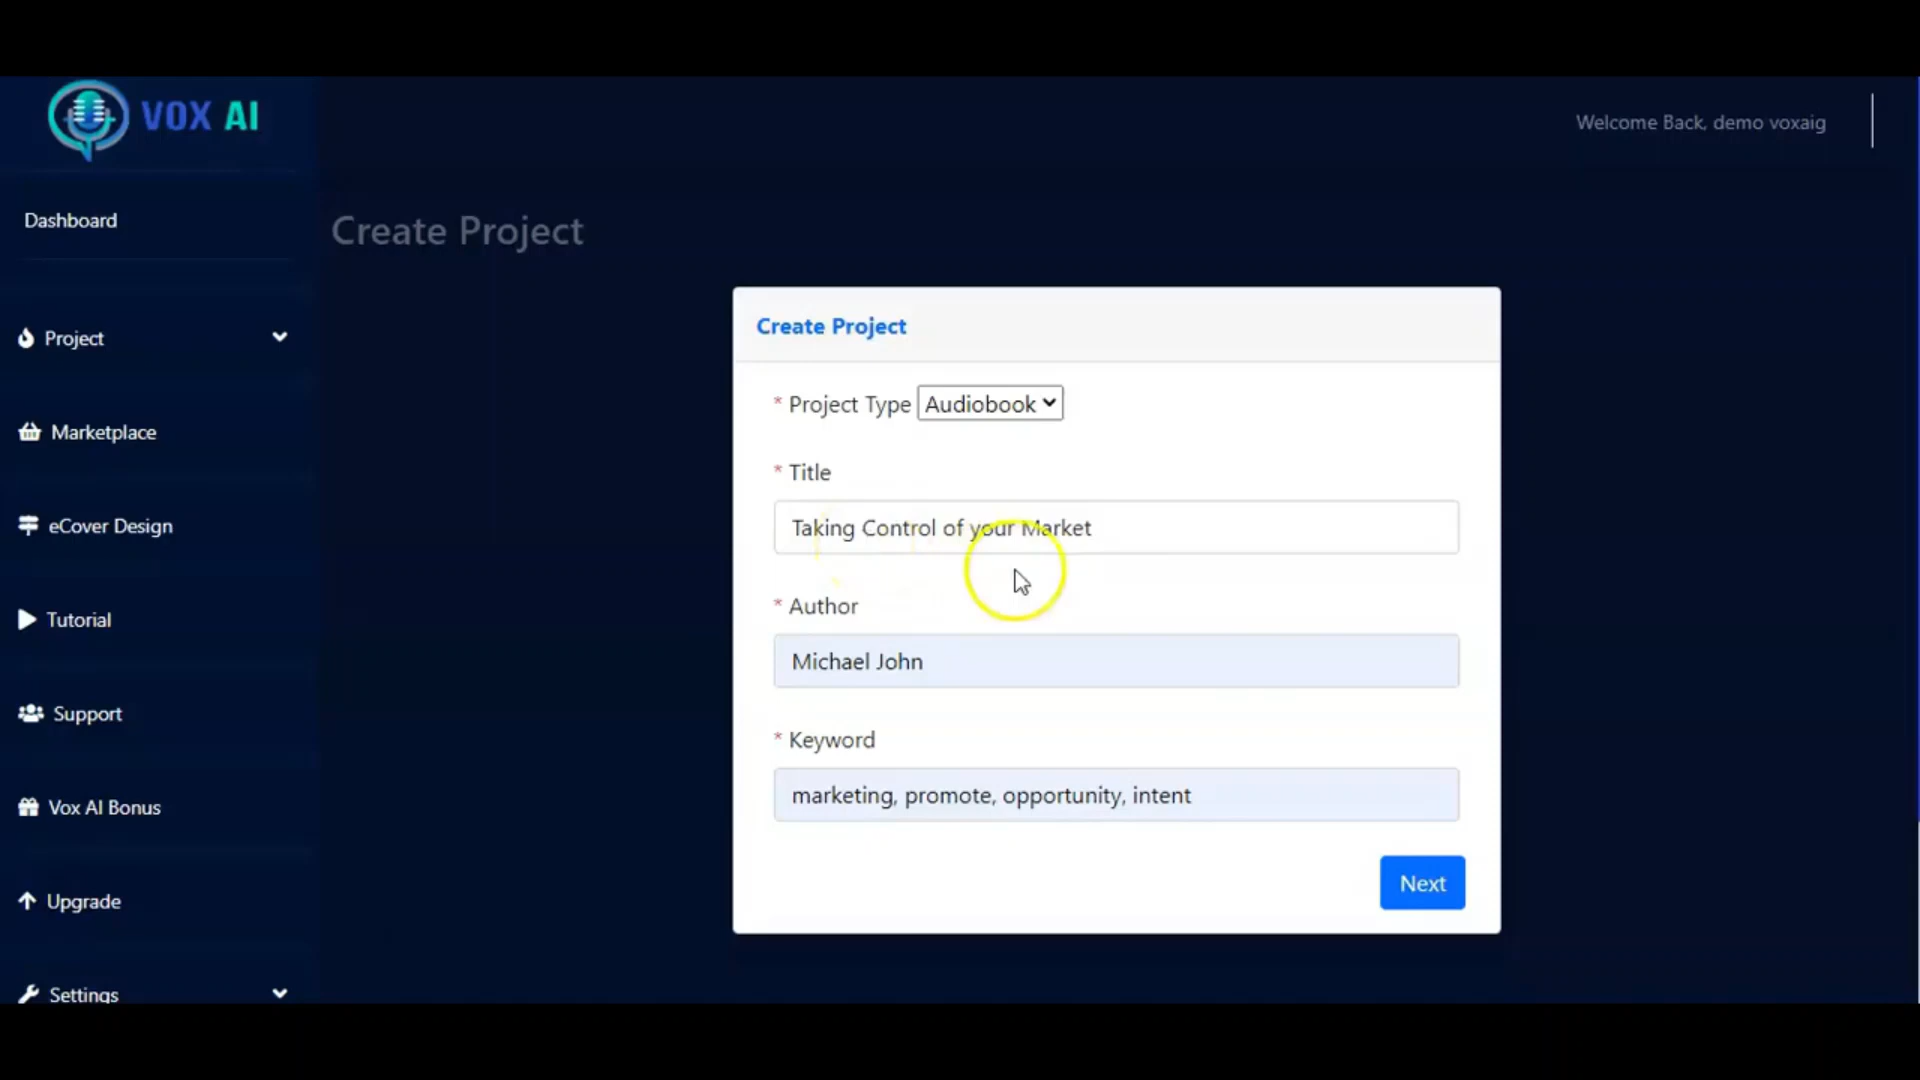 VOX AI
Welcome Back, demo voxaig
Dashboard
Create Project
Project
Marketplace
eCover Design
Tutorial
Support
Vox AI Bonus
Upgrade
Settings
Create Project
* Project Type Audiobook
* Title
Taking Control of your Market
* Author
Michael John
* Keyword
marketing, promote, opportunity, intent
Next